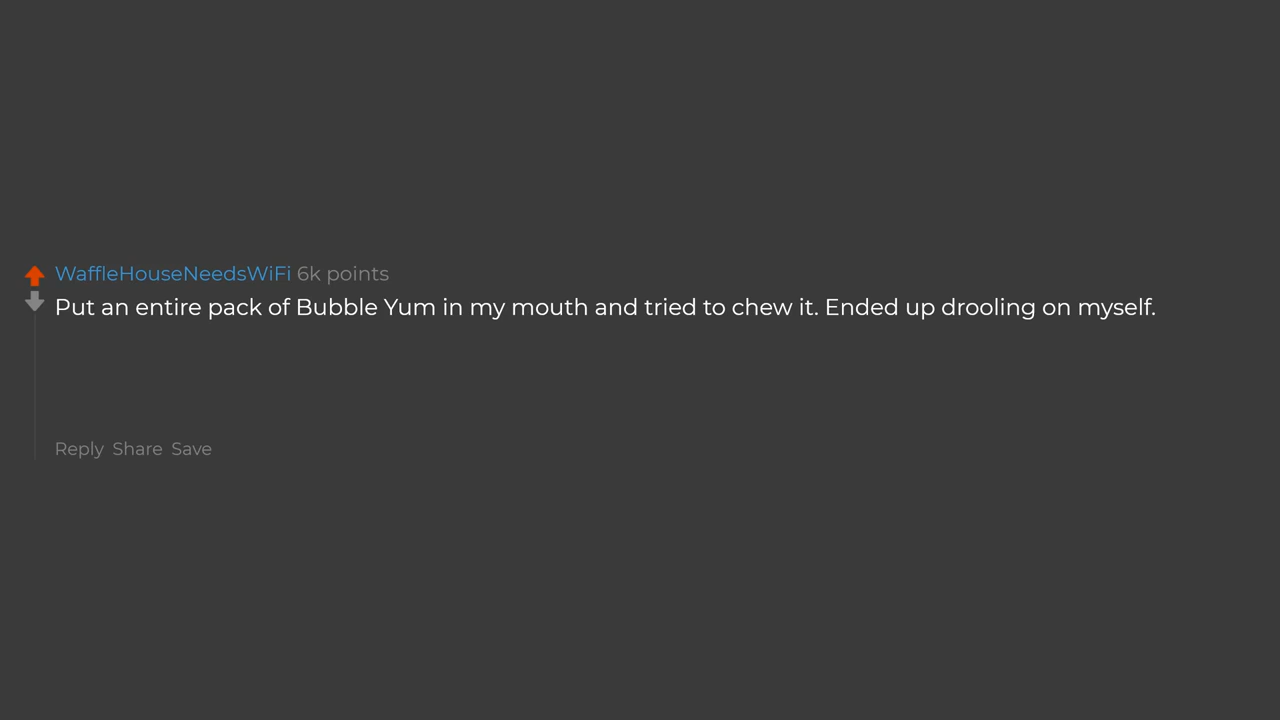 WaffleHouseNeedsWiFi 6k points
Put an entire pack of Bubble Yum in my mouth and tried to chew it. Ended up drooling on myself.
Reply Share Save